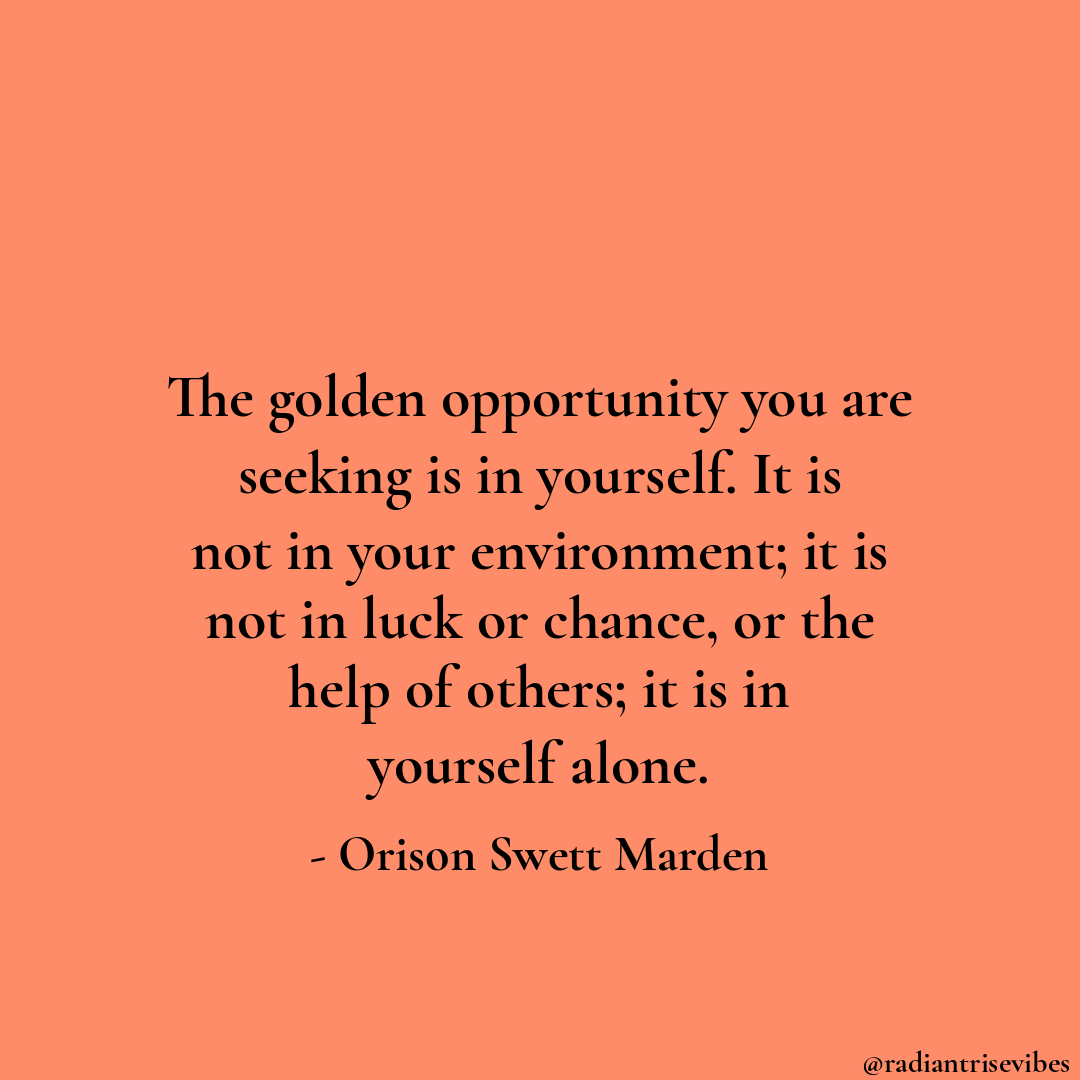 The golden opportunity you are
seeking is in yourself. It is
not in your environment; it is
not in luck or chance, or the
help of others; it is in
yourself alone.
- Orison Swett Marden
@radiantrisevibes